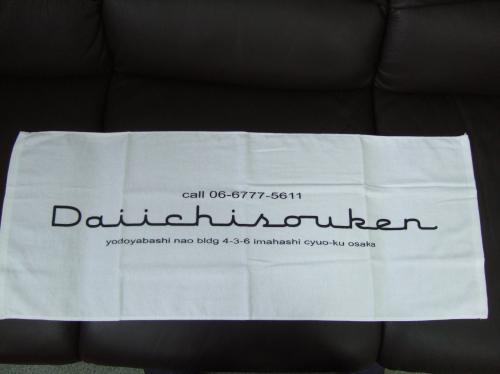 call 06-6777-5611
Daiichisouken
yodoyabashi nao bldg 4-3-6 imahashi cyuo-ku osaka